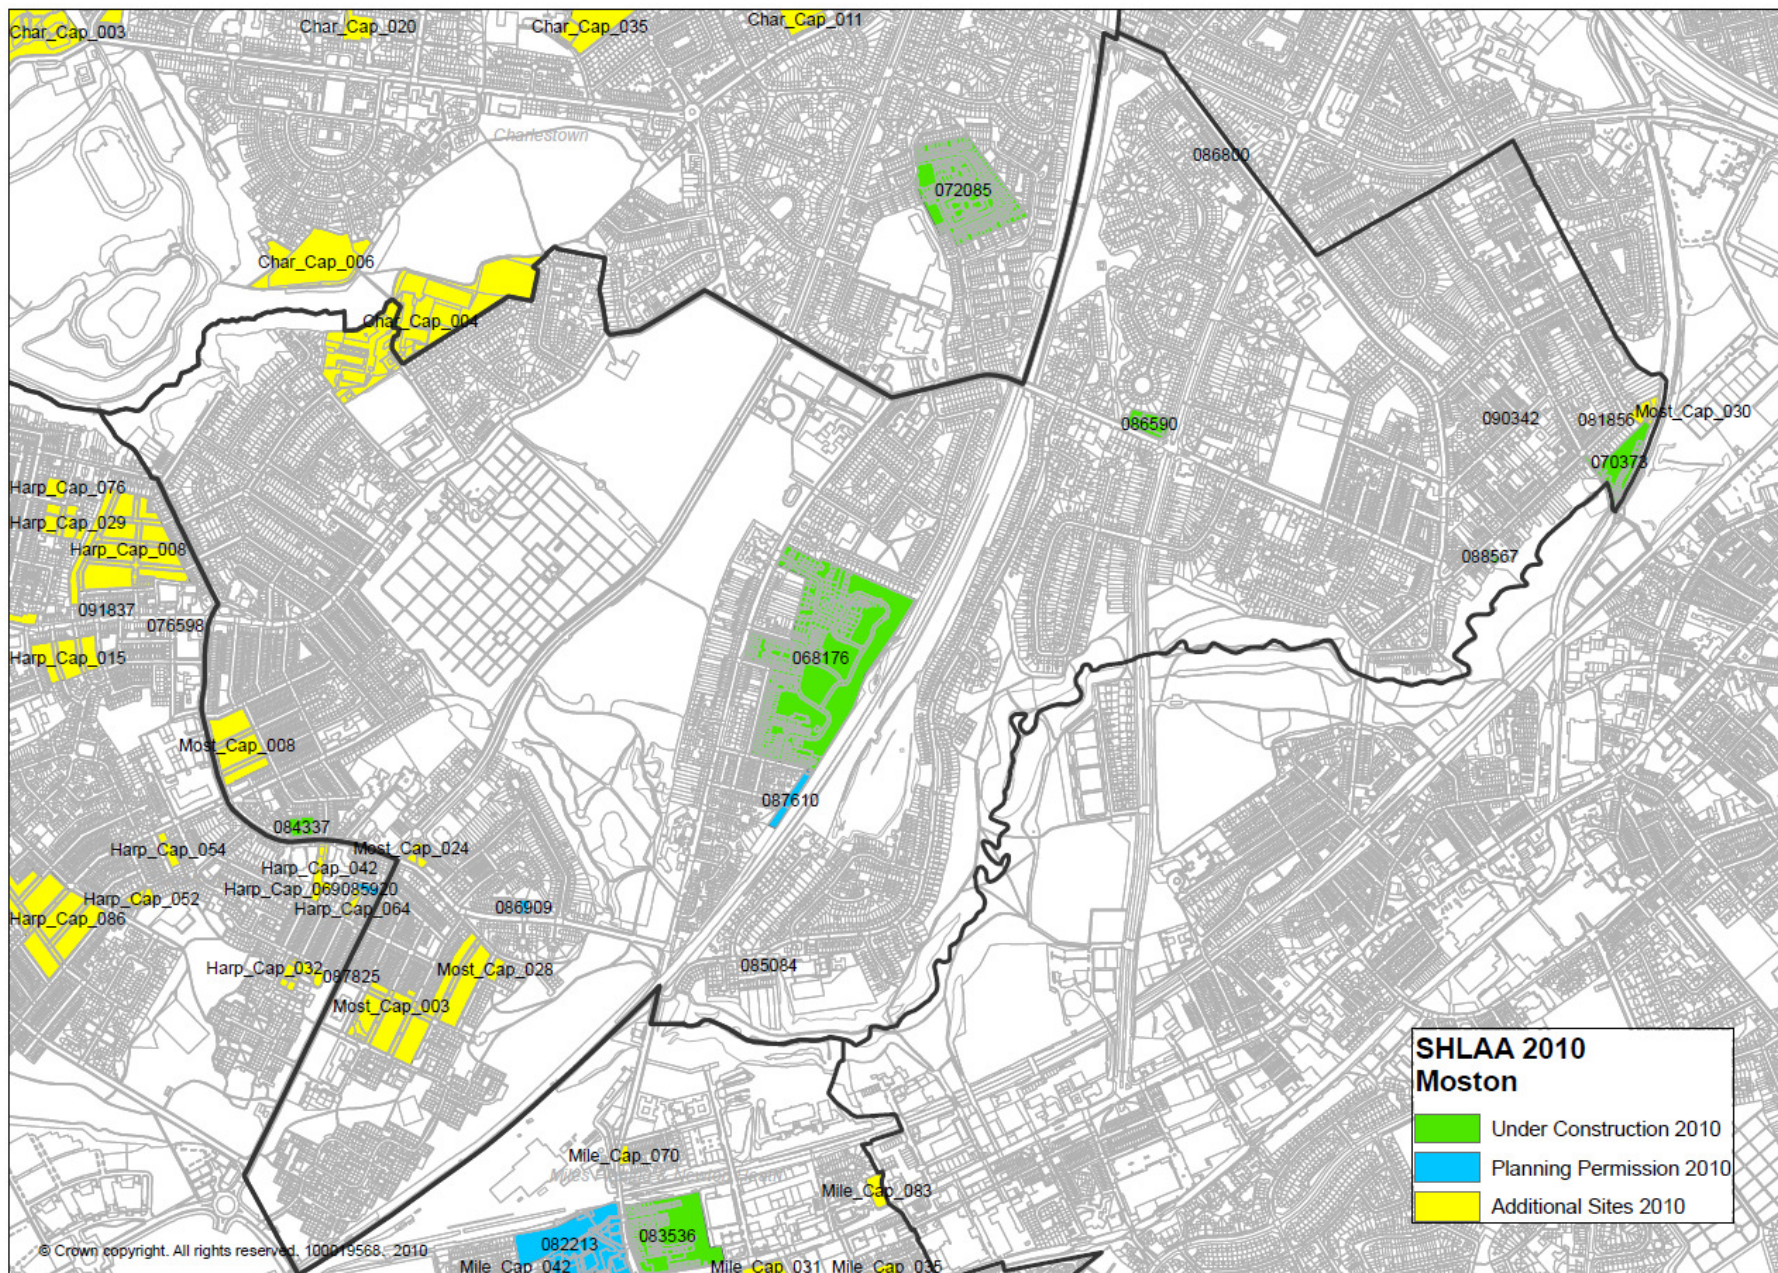 Char_Cap_003
Char_Cap_020
Char_Cap_035
Char_Cap_011
Charlestown
086800
072085
Char_Cap_006
Char_Cap_004
086590
090342
081856
Most_Cap_030
070373
Harp_Cap_076
Harp_Cap_029
Harp_Cap_008
088567
091837
076598
Harp_Cap_015
068176
Most_Cap_008
087610
084337
Harp_Cap_054
Most_Cap_024
Harp_Cap_042
Harp_Cap_069
085920
Harp_Cap_052
Harp_Cap_064
086909
Harp_Cap_086
Harp_Cap_032
087825
Most_Cap_028
085084
Most_Cap_003
SHLAA 2010
Moston
Under Construction 2010
Planning Permission 2010
Additional Sites 2010
Mile_Cap_070
Mile_Cap_083
082213
083536
© Crown copyright. All rights reserved. 100019568. 2010
Mile_Cap_042
Mile_Cap_031
Mile_Cap_035